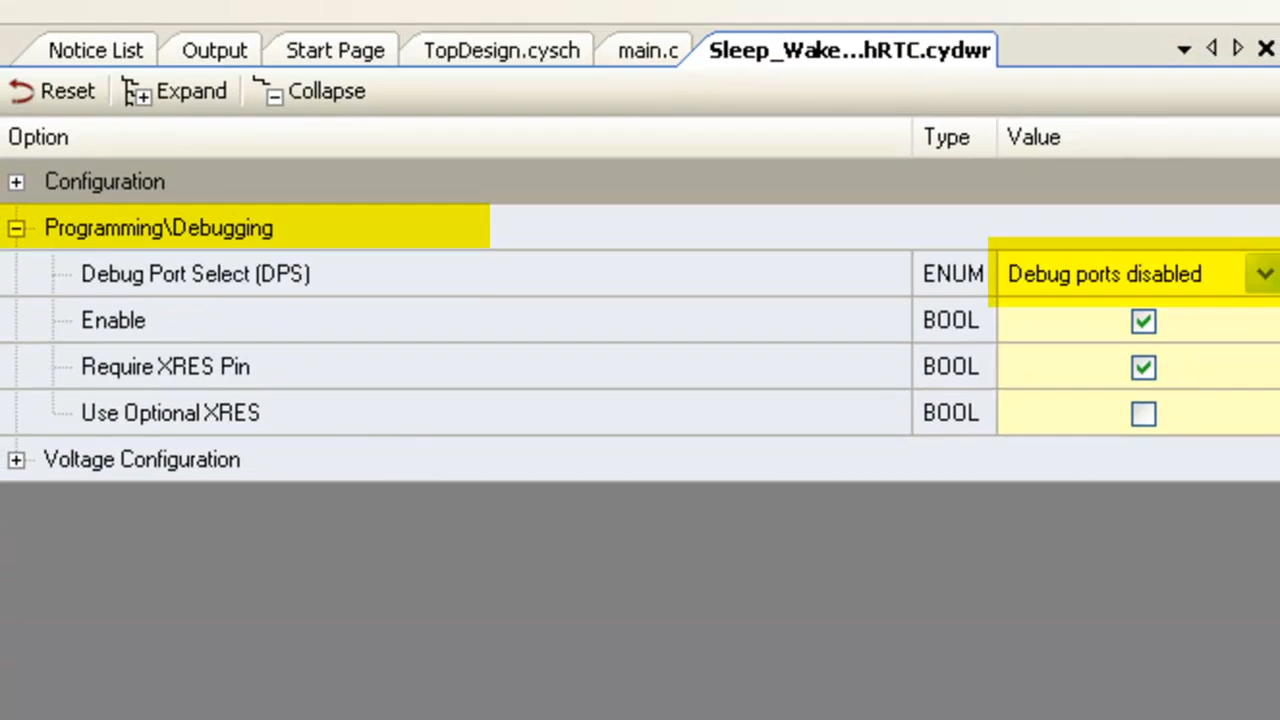 Notice List Output Start Page TopDesign.cysch main.c Sleep_Wake...hRTC.cydwr
Reset Expand Collapse
Option Type Value
Configuration
Programming\Debugging
Debug Port Select (DPS) ENUM Debug ports disabled
Enable BOOL
Require XRES Pin BOOL
Use Optional XRES BOOL
Voltage Configuration